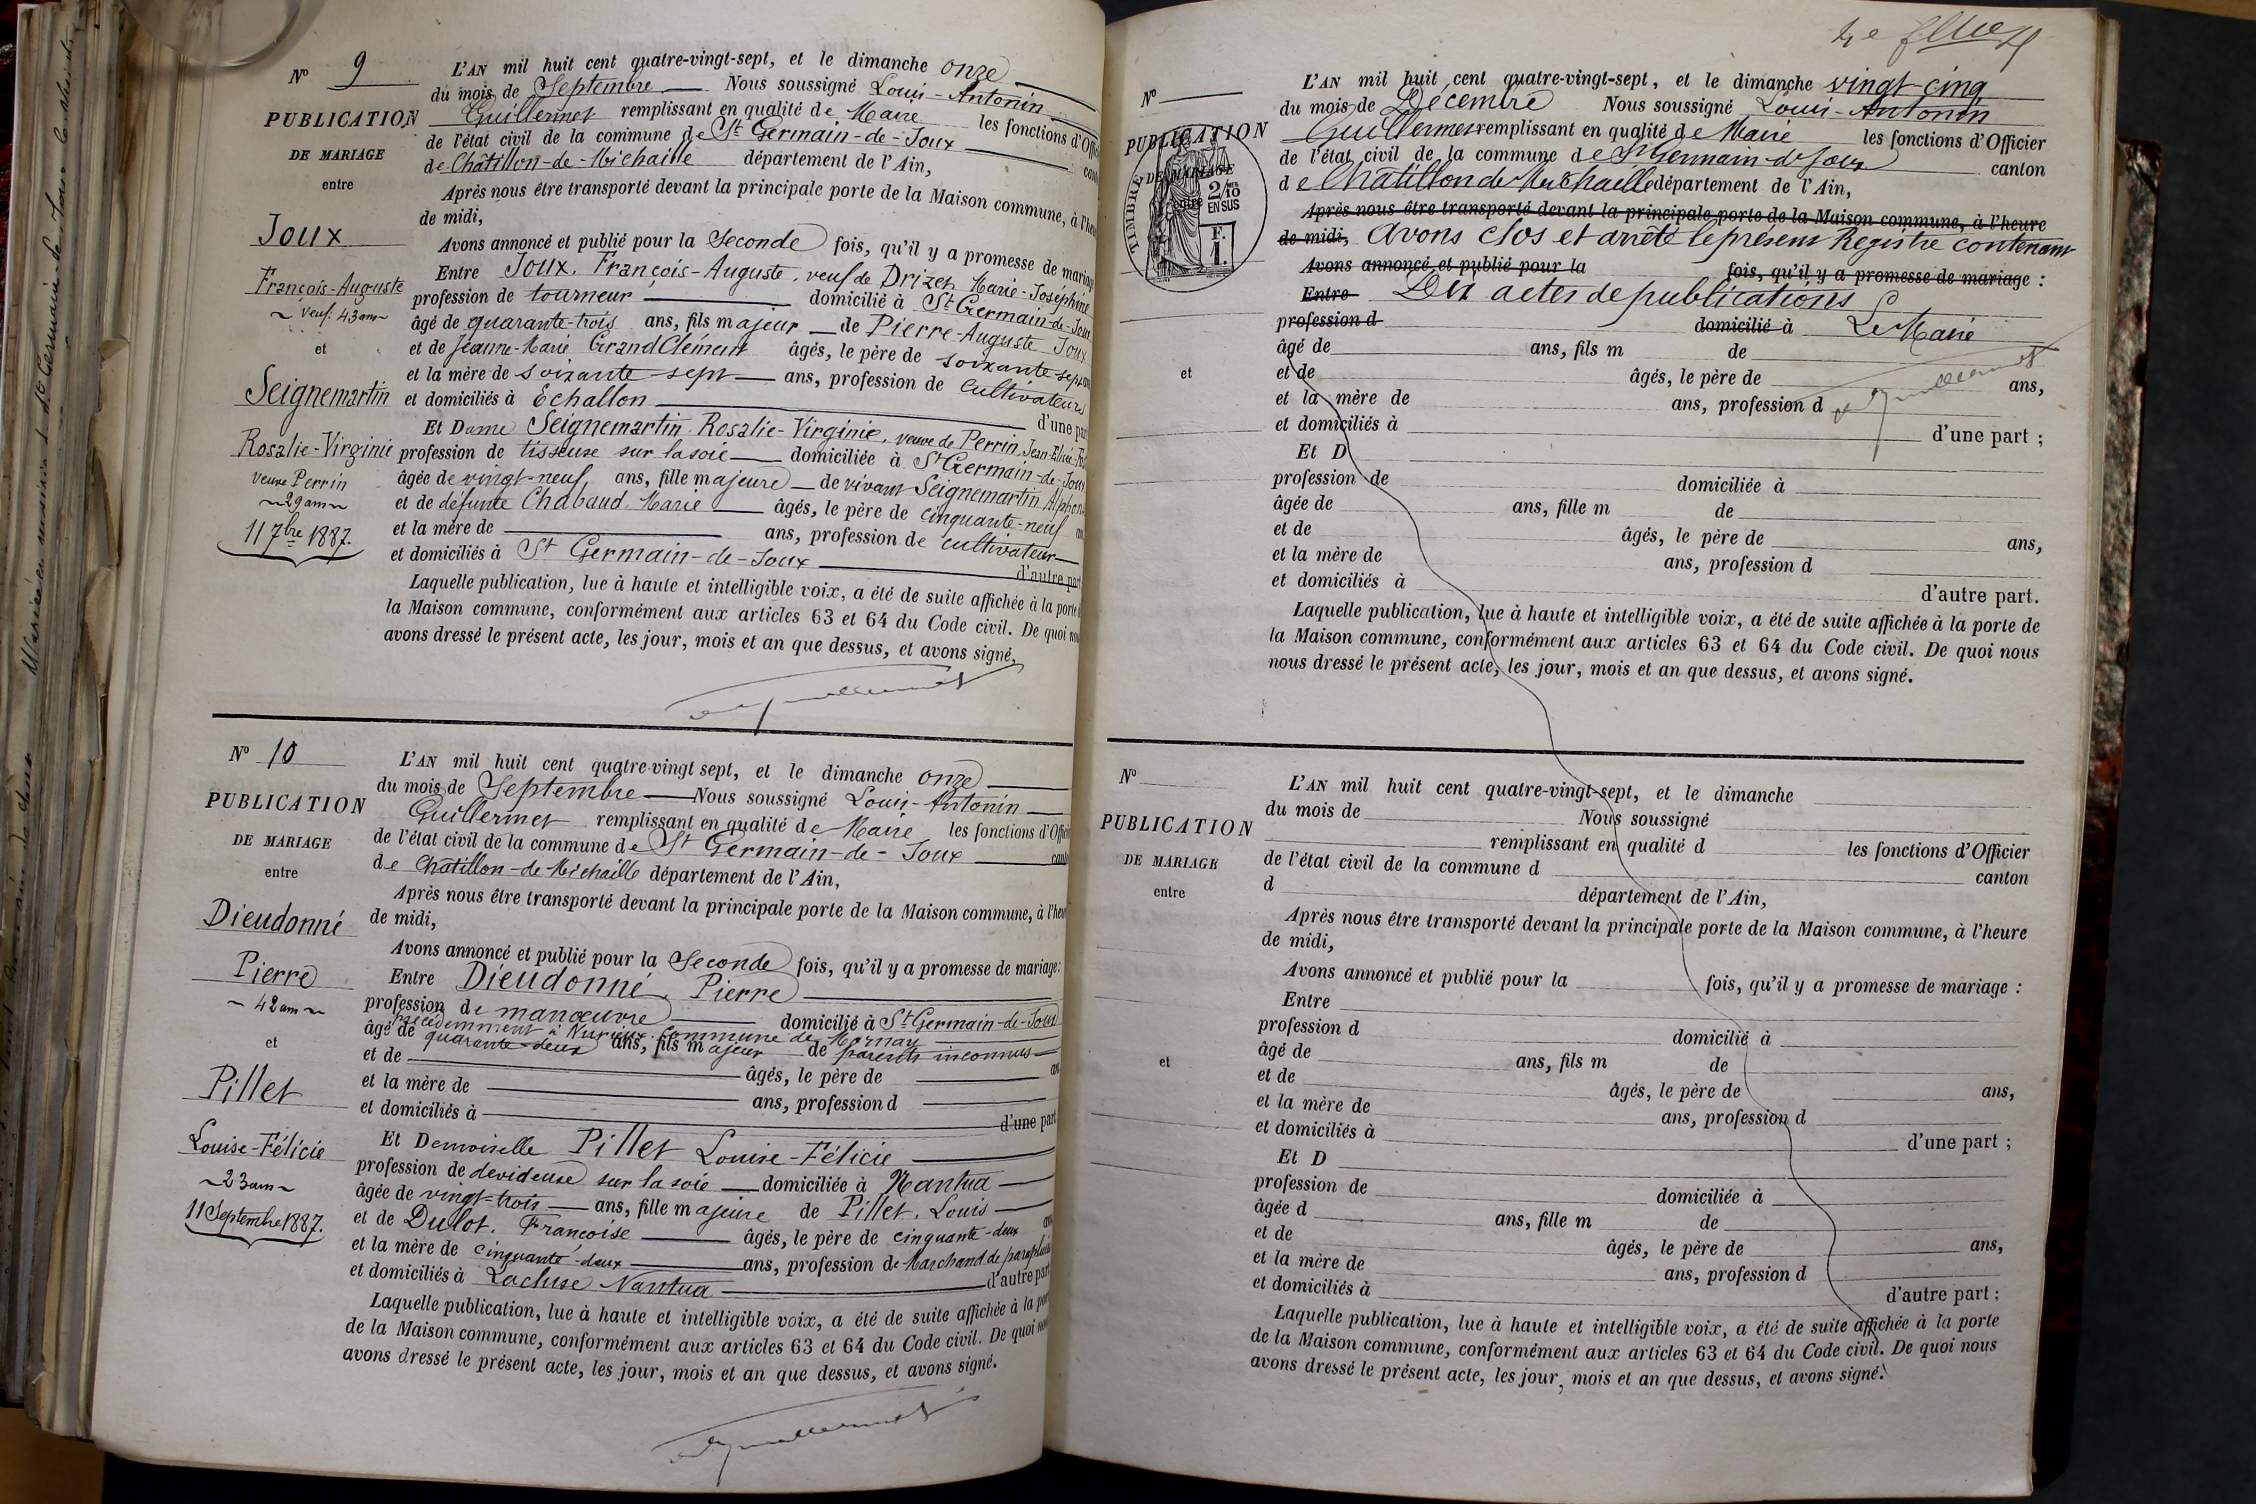 N° 9
PUBLICATION
DE MARIAGE
entre
Joux
François-Auguste
~ veuf. 43 ans ~
et
Seignemartin
Rosalie-Virginie
veuve Perrin
~ 29 ans ~
11 7bre 1887.
L'AN mil huit cent quatre-vingt-sept, et le dimanche onze
du mois de Septembre Nous soussigné Louis-Antonin
Guillermet remplissant en qualité de Maire les fonctions d'Offi
de l'état civil de la commune de St Germain-de-Joux cant
de Châtillon-de-Michaille département de l'Ain,
Après nous être transporté devant la principale porte de la Maison commune, à l'heu
de midi,
Avons annoncé et publié pour la Seconde fois, qu'il y a promesse de mariag
Entre Joux, François-Auguste, veuf de Drizet, Marie-Joséphine
profession de tourneur domicilié à St Germain-de-Joux
âgé de quarante-trois ans, fils majeur de Pierre-Auguste Joux
et de Jeanne-Marie GrandClément âgés, le père de soixante-sept an
et la mère de soixante-sept ans, profession de Cultivateurs
et domiciliés à Echallon d'une par
Et Dame Seignemartin Rosalie-Virginie, veuve de Perrin, Jean
profession de tisseuse sur la soie domiciliée à St Germain-de-Joux
âgée de vingt-neuf ans, fille majeure de vivant Seignemartin Alphon
et de défunte Chabaud Marie âgés, le père de cinquante-neuf an
et la mère de ans, profession de cultivateur
et domiciliés à St Germain-de-Joux d'autre part
Laquelle publication, lue à haute et intelligible voix, a été de suite affichée à la porte
la Maison commune, conformément aux articles 63 et 64 du Code civil. De quoi no
avons dressé le présent acte, les jour, mois et an que dessus, et avons signé.
Guillermet
N° 10
PUBLICATION
DE MARIAGE
entre
Dieudonné
Pierre
~ 42 ans ~
et
Pillet
Louise-Félicie
~ 23 ans ~
11 Septembre 1887.
L'AN mil huit cent quatre-vingt sept, et le dimanche onze
du mois de Septembre Nous soussigné Louis-Antonin
Guillermet remplissant en qualité de Maire les fonctions d'Offi
de l'état civil de la commune de St Germain-de-Joux cant
de Châtillon-de-Michaille département de l'Ain,
Après nous être transporté devant la principale porte de la Maison commune, à l'heu
de midi,
Avons annoncé et publié pour la Seconde fois, qu'il y a promesse de mariage:
Entre Dieudonné, Pierre
profession de manœuvre domicilié à St Germain-de-Joux
précédemment à Nurieux commune de Mornay
âgé de quarante-deux ans, fils majeur de parents inconnus
et de âgés, le père de an
et la mère de ans, profession d
et domiciliés à d'une part
Et Demoiselle Pillet Louise-Félicie
profession de dévideuse sur la soie domiciliée à Nantua
âgée de vingt-trois ans, fille majeure de Pillet, Louis
et de Dulot, Françoise âgés, le père de cinquante-deux ans
et la mère de cinquante-deux ans, profession de Marchand de parapluies
et domiciliés à Lacluse Nantua d'autre part
Laquelle publication, lue à haute et intelligible voix, a été de suite affichée à la por
de la Maison commune, conformément aux articles 63 et 64 du Code civil. De quoi no
avons dressé le présent acte, les jour, mois et an que dessus, et avons signé.
Guillermet
N°
PUBLICATION
DE MARIAGE
entre
TIMBRE
2/10
EN SUS
F.
1.
et
L'AN mil huit cent quatre-vingt-sept, et le dimanche vingt-cinq
du mois de Décembre Nous soussigné Louis-Antonin
Guillermet remplissant en qualité de Maire les fonctions d'Officier
de l'état civil de la commune de St Germain-de-Joux canton
de Châtillon de Michaille département de l'Ain,
Après nous être transporté devant la principale porte de la Maison commune, à l'heure
de midi, Avons clos et arrêté le présent Registre contenant
Avons annoncé et publié pour la fois, qu'il y a promesse de mariage :
Entre Dix actes de publications
profession d domicilié à Le Maire
âgé de ans, fils m de
Guillermet
et de âgés, le père de ans,
et la mère de ans, profession d
et domiciliés à d'une part ;
Et D
profession de domiciliée à
âgée de ans, fille m de
et de âgés, le père de ans,
et la mère de ans, profession d
et domiciliés à d'autre part.
Laquelle publication, lue à haute et intelligible voix, a été de suite affichée à la porte de
la Maison commune, conformément aux articles 63 et 64 du Code civil. De quoi nous
nous dressé le présent acte, les jour, mois et an que dessus, et avons signé.
N°
PUBLICATION
DE MARIAGE
entre
et
L'AN mil huit cent quatre-vingt-sept, et le dimanche
du mois de Nous soussigné
remplissant en qualité d les fonctions d'Officier
de l'état civil de la commune d canton
d département de l'Ain,
Après nous être transporté devant la principale porte de la Maison commune, à l'heure
de midi,
Avons annoncé et publié pour la fois, qu'il y a promesse de mariage :
Entre
profession d domicilié à
âgé de ans, fils m de
et de âgés, le père de ans,
et la mère de ans, profession d
et domiciliés à d'une part ;
Et D
profession de domiciliée à
âgée d ans, fille m de
et de âgés, le père de ans,
et la mère de ans, profession d
et domiciliés à d'autre part :
Laquelle publication, lue à haute et intelligible voix, a été de suite affichée à la porte
de la Maison commune, conformément aux articles 63 et 64 du Code civil. De quoi nous
avons dressé le présent acte, les jour, mois et an que dessus, et avons signé.